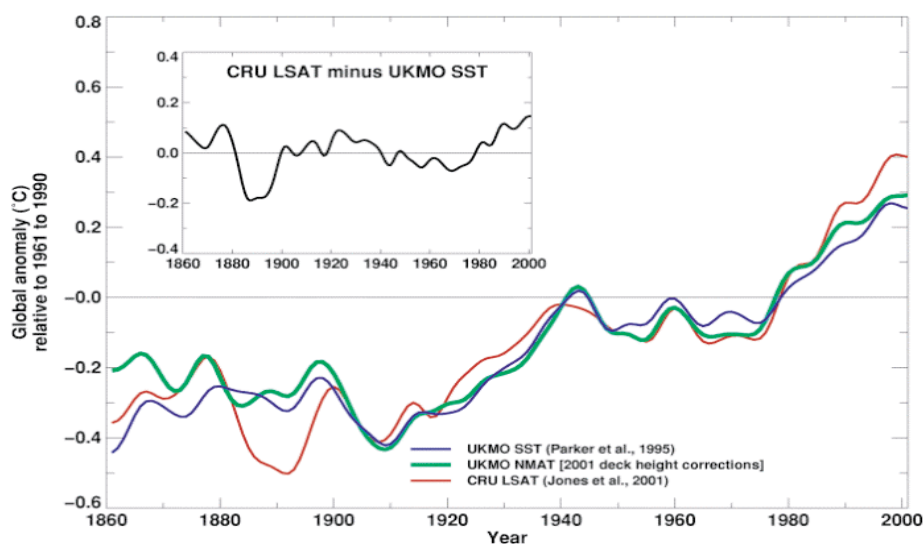 0.8
0.6
0.4
0.2
−0.0
−0.2
−0.4
−0.6
Global anomaly (°C)
relative to 1961 to 1990
0.4
0.2
0.0
−0.2
−0.4
CRU LSAT minus UKMO SST
1860 1880 1900 1920 1940 1960 1980 2000
UKMO SST (Parker et al., 1995)
UKMO NMAT [2001 deck height corrections]
CRU LSAT (Jones et al., 2001)
1860 1880 1900 1920 1940 1960 1980 2000
Year